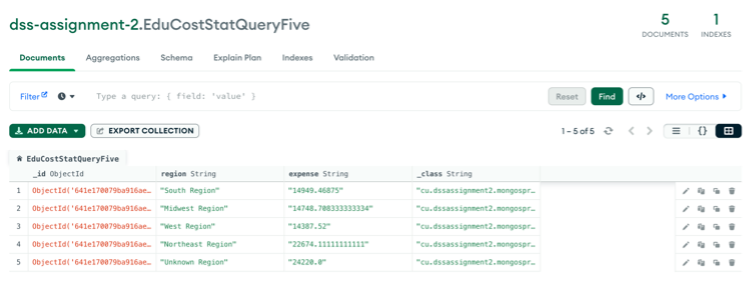 dss-assignment-2.EduCostStatQueryFive
5
DOCUMENTS
1
INDEXES
Documents Aggregations Schema Explain Plan Indexes Validation
Filter Type a query: { field: 'value' } Reset Find </> More Options
ADD DATA EXPORT COLLECTION 1 – 5 of 5 {}
EduCostStatQueryFive
_id ObjectId region String expense String _class String
1 ObjectId('641e170079ba916ae… "South Region" "14949.46875" "cu.dssassignment2.mongospr…
2 ObjectId('641e170079ba916ae… "Midwest Region" "14748.708333333334" "cu.dssassignment2.mongospr…
3 ObjectId('641e170079ba916ae… "West Region" "14387.52" "cu.dssassignment2.mongospr…
4 ObjectId('641e170079ba916ae… "Northeast Region" "22674.11111111111" "cu.dssassignment2.mongospr…
5 ObjectId('641e170079ba916ae… "Unknown Region" "24220.0" "cu.dssassignment2.mongospr…